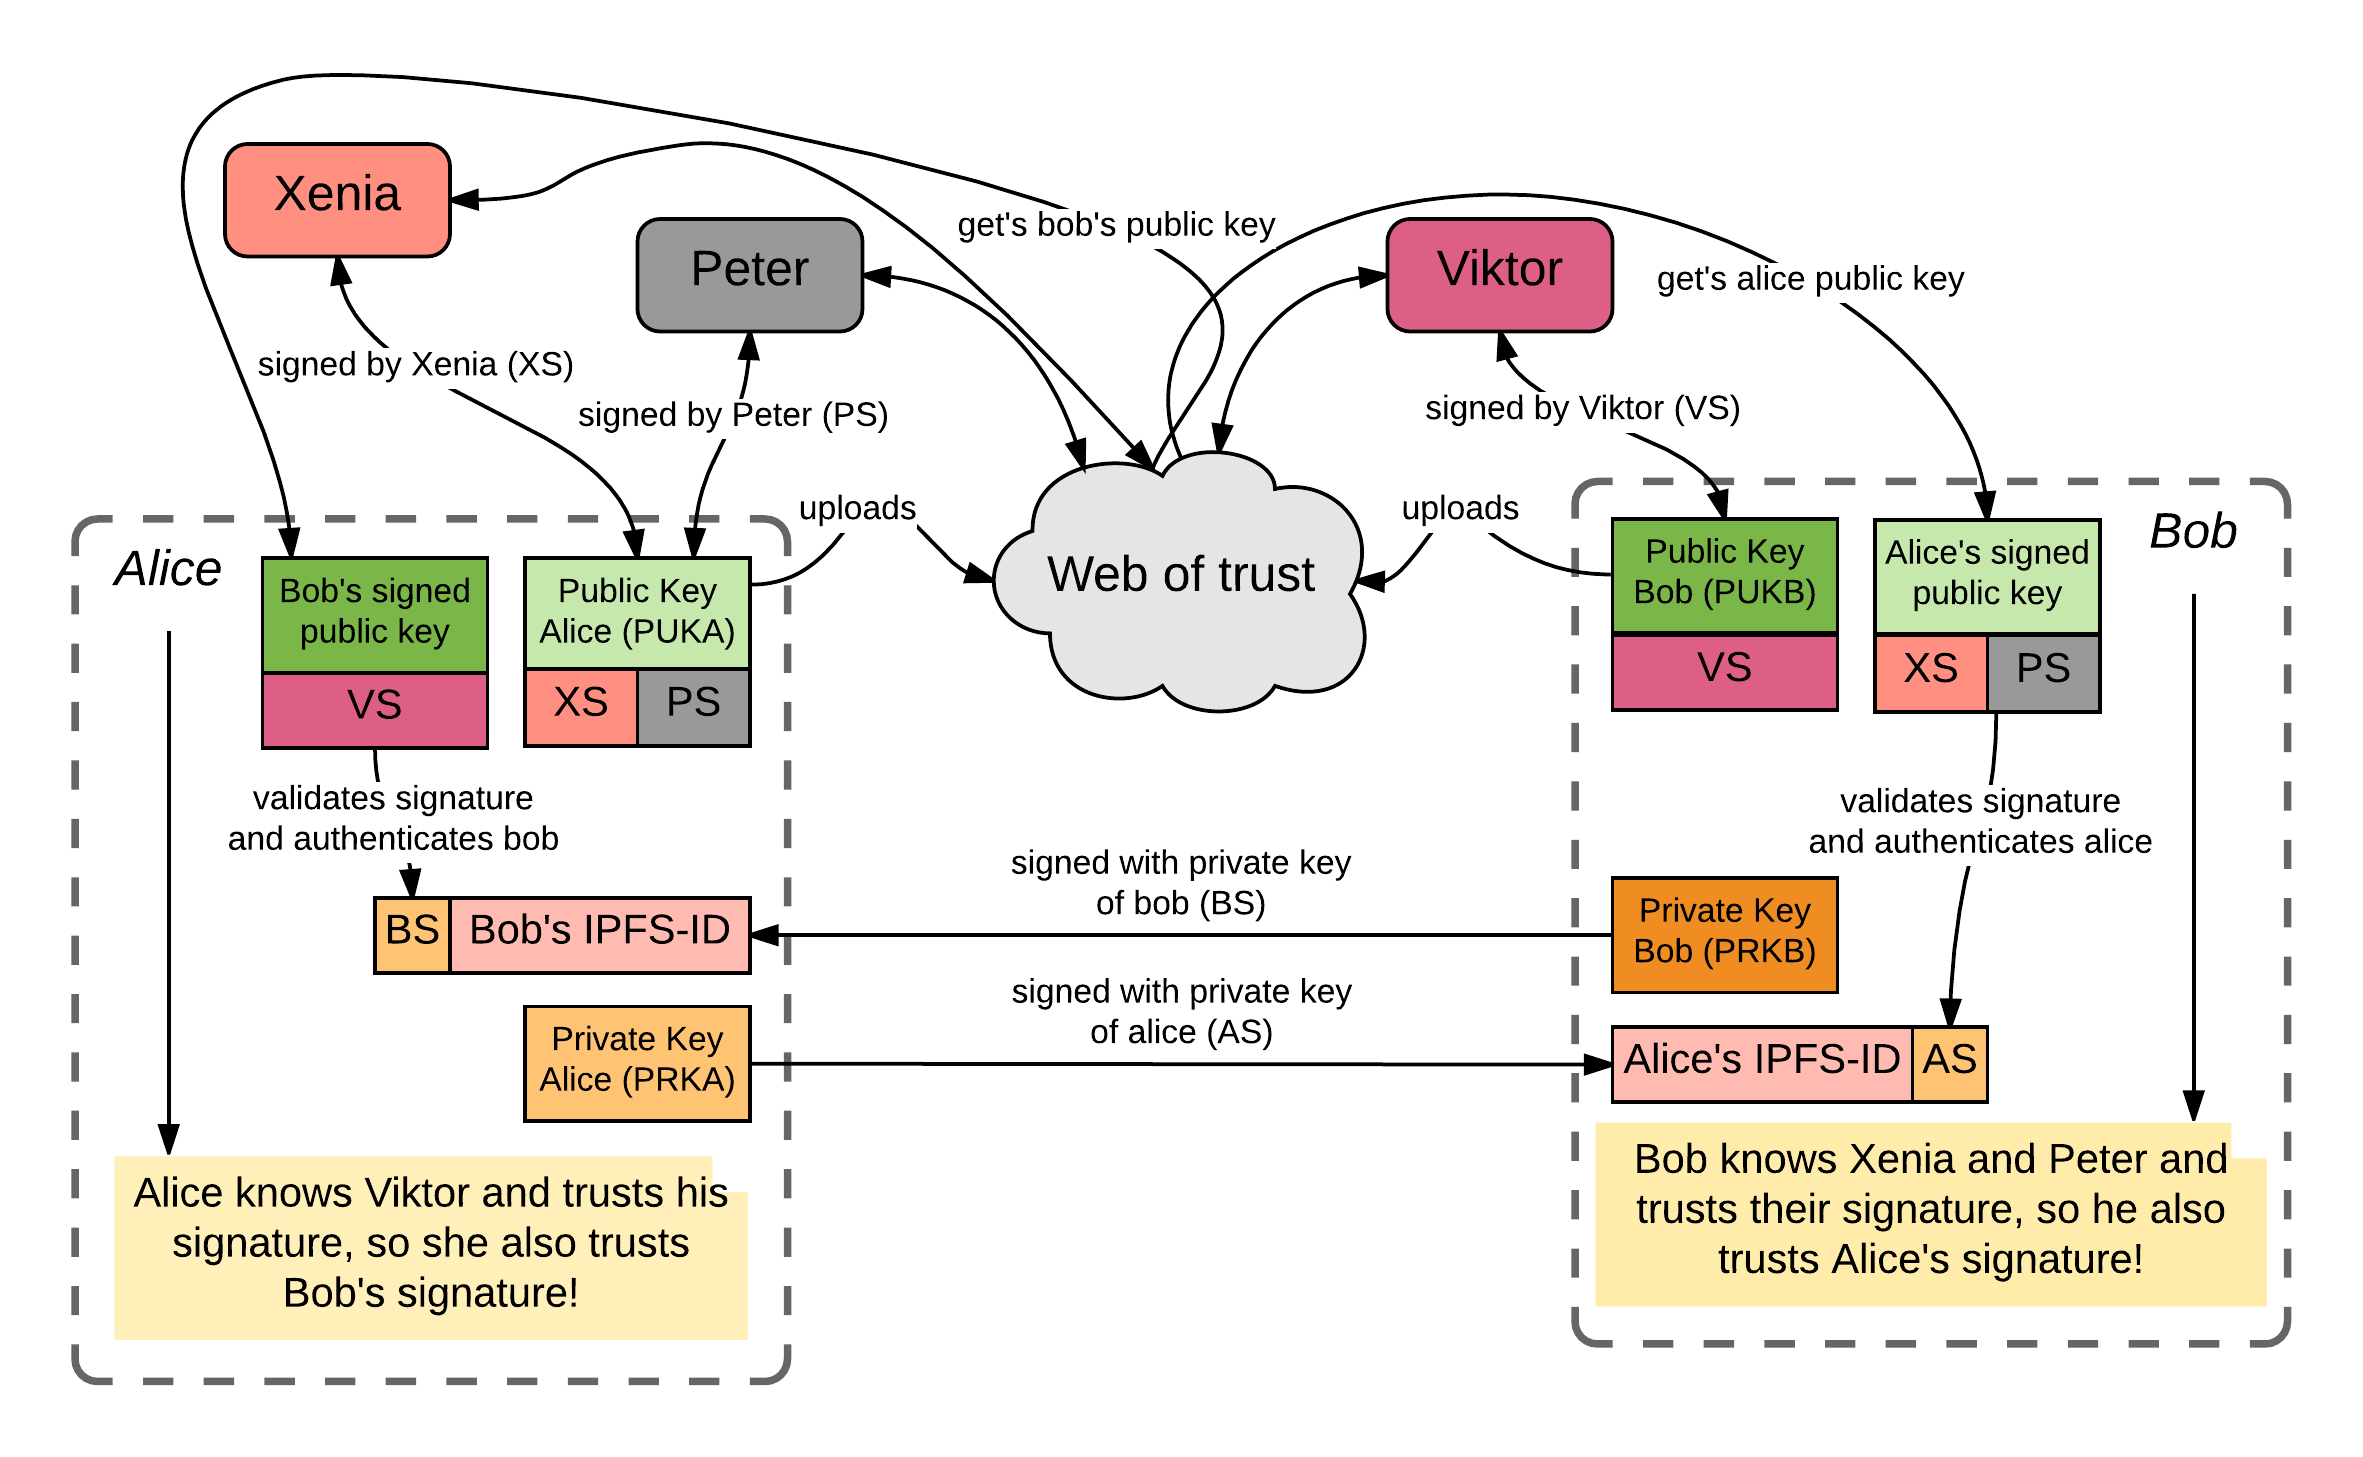 Xenia
Peter
get's bob's public key
Viktor
get's alice public key
signed by Xenia (XS)
signed by Peter (PS)
signed by Viktor (VS)
uploads
uploads
Web of trust
Alice
Bob's signed
public key
VS
Public Key
Alice (PUKA)
XS
PS
Public Key
Bob (PUKB)
VS
Alice's signed
public key
XS
PS
Bob
validates signature
and authenticates bob
validates signature
and authenticates alice
BS
Bob's IPFS-ID
signed with private key
of bob (BS)
Private Key
Bob (PRKB)
Private Key
Alice (PRKA)
signed with private key
of alice (AS)
Alice's IPFS-ID
AS
Alice knows Viktor and trusts his
signature, so she also trusts
Bob's signature!
Bob knows Xenia and Peter and
trusts their signature, so he also
trusts Alice's signature!